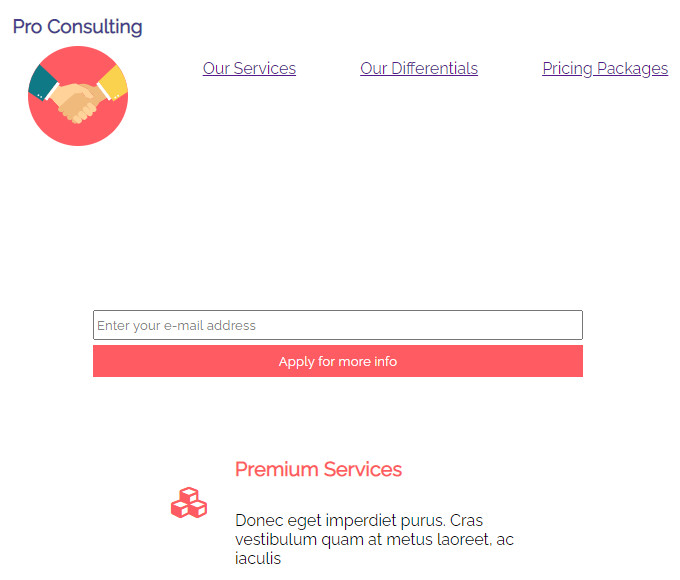 Pro Consulting
Our Services
Our Differentials
Pricing Packages
Enter your e-mail address
Apply for more info
Premium Services
Donec eget imperdiet purus. Cras
vestibulum quam at metus laoreet, ac
iaculis